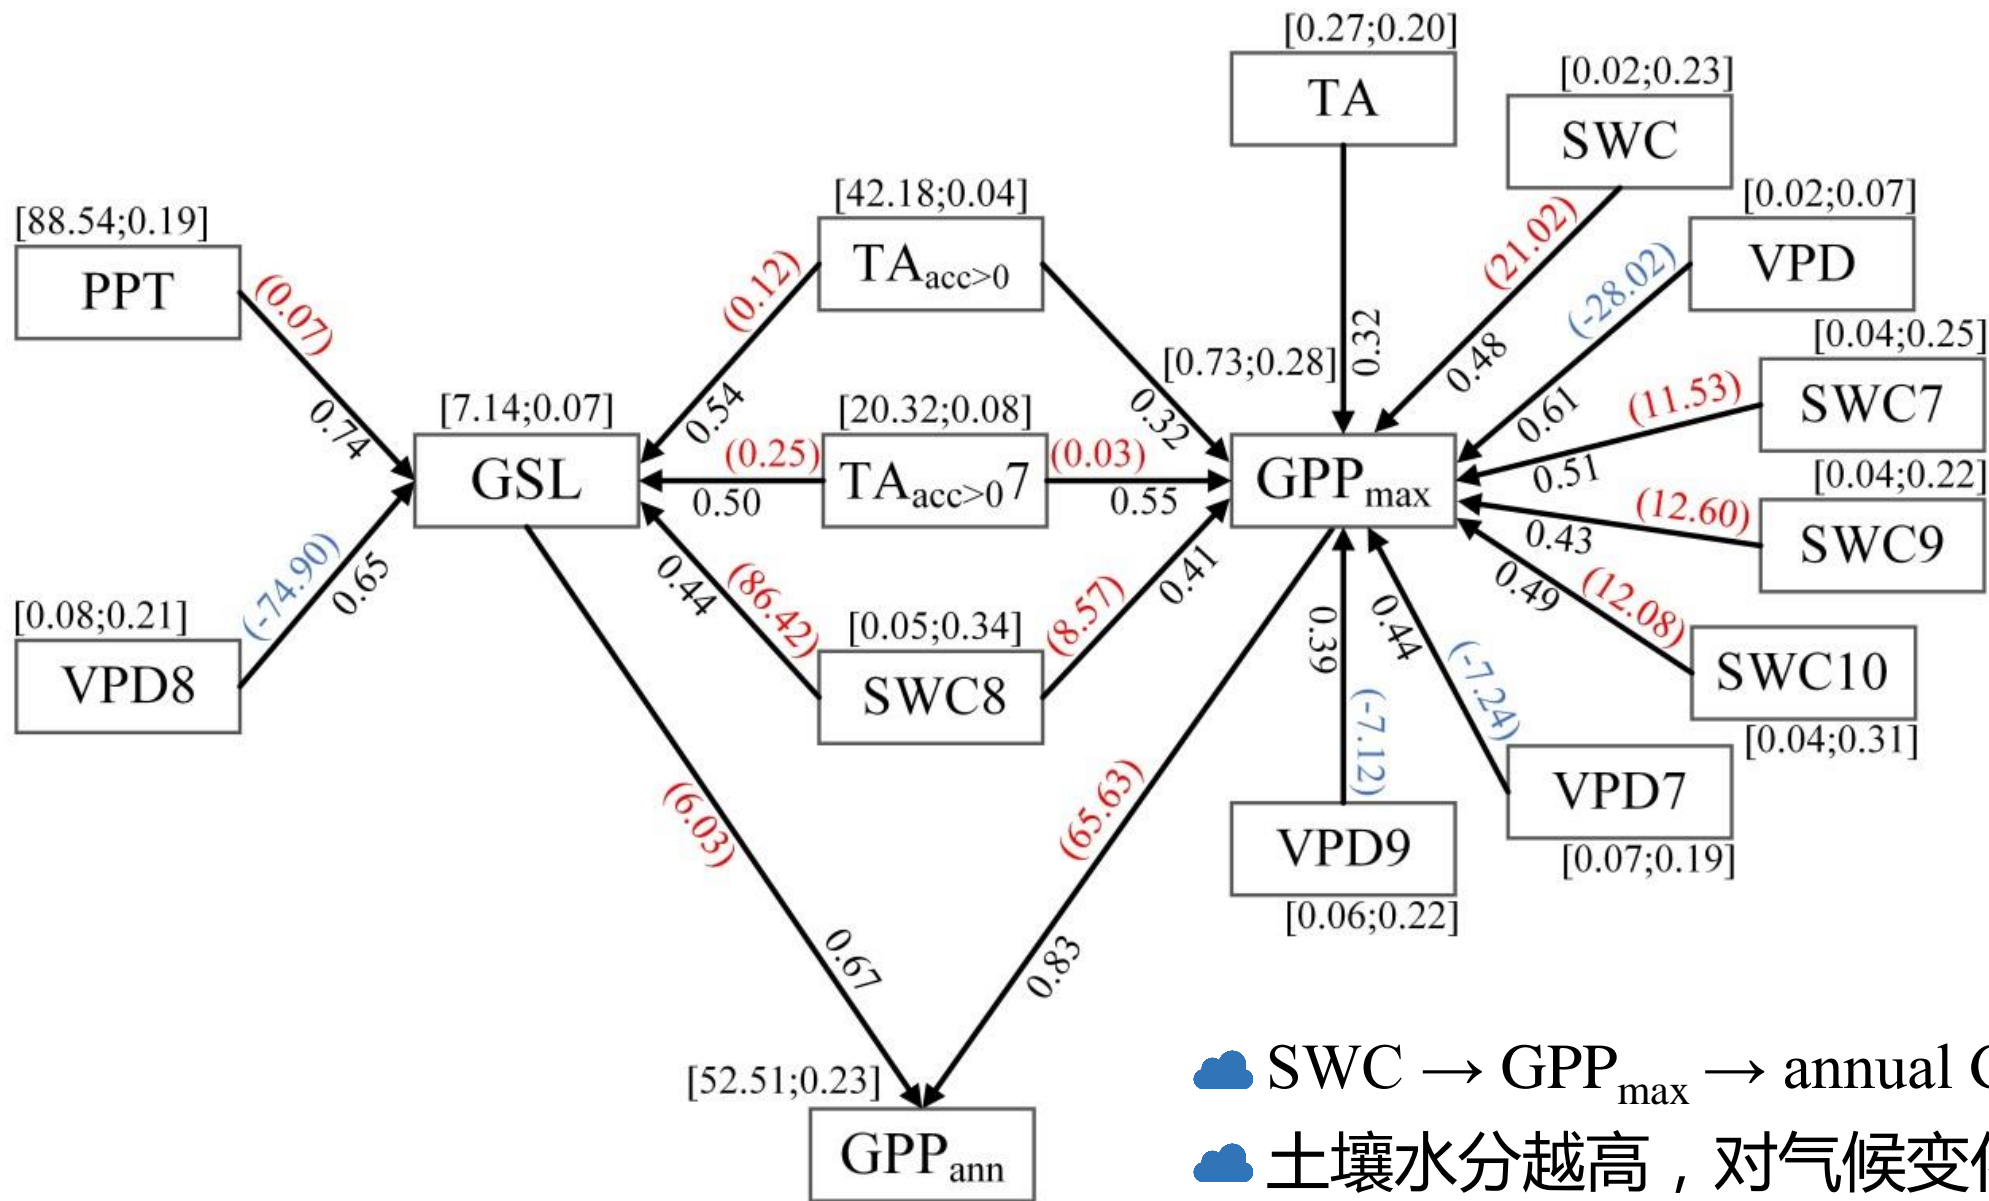 [0.27;0.20]
TA
[0.02;0.23]
SWC
[0.02;0.07]
VPD
[42.18;0.04]
TAacc>0
[88.54;0.19]
PPT
(0.07)
0.74
(0.12)
0.54
0.32
[0.73;0.28]
0.32
(21.02)
0.48
(-28.02)
0.61
[0.04;0.25]
SWC7
(11.53)
0.51
[7.14;0.07]
GSL
[20.32;0.08]
TAacc>07
(0.25)
0.50
(0.03)
0.55
GPPmax
[0.04;0.22]
SWC9
(12.60)
0.43
[0.08;0.21]
VPD8
(-74.90)
0.65
0.44
(86.42)
[0.05;0.34]
SWC8
(8.57)
0.41
0.39
(-7.12)
0.44
(-7.24)
0.49
(12.08)
SWC10
[0.04;0.31]
VPD7
[0.07;0.19]
VPD9
[0.06;0.22]
(6.03)
0.67
(65.63)
0.83
[52.51;0.23]
GPPann
SWC → GPPmax → annual
土壤水分越高，对气候变